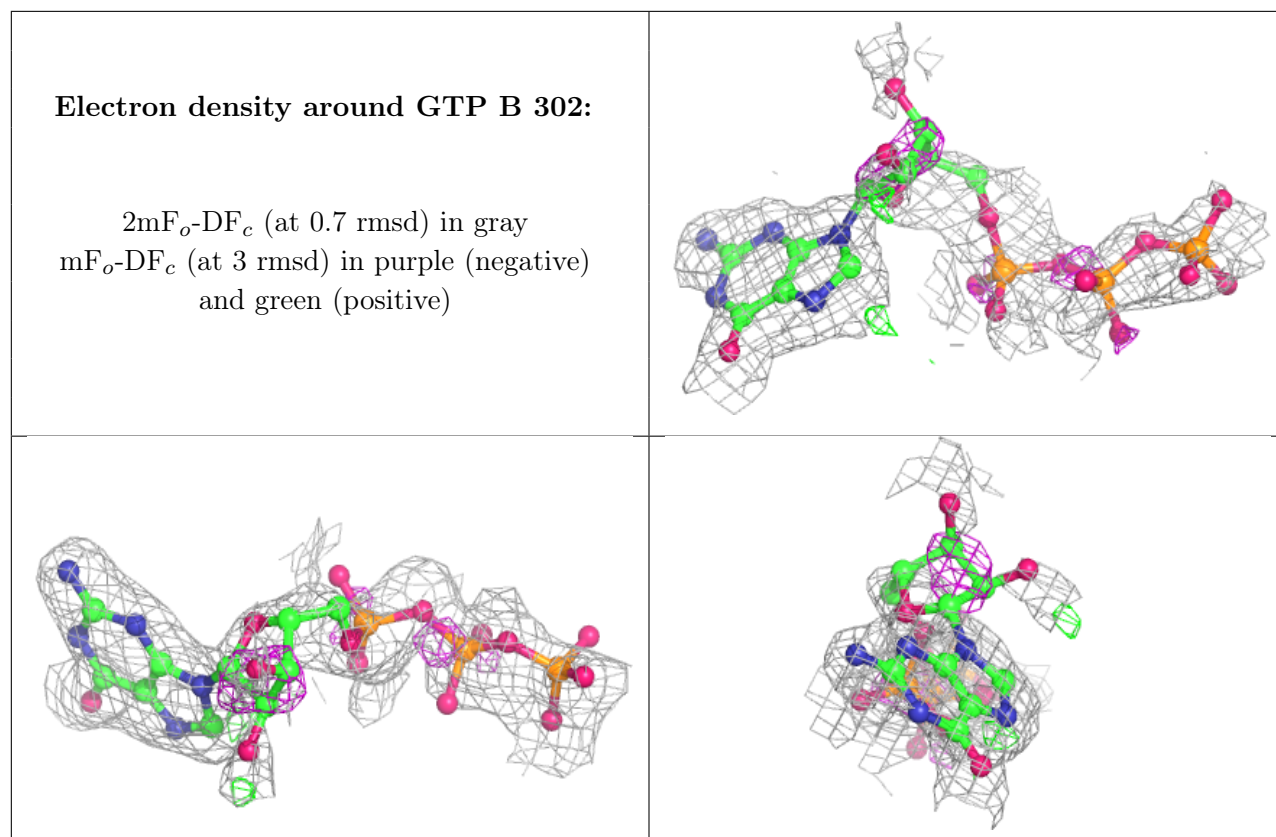 Electron density around GTP B 302:
2mFₒ-DF𝒸 (at 0.7 rmsd) in gray
mFₒ-DF𝒸 (at 3 rmsd) in purple (negative)
and green (positive)